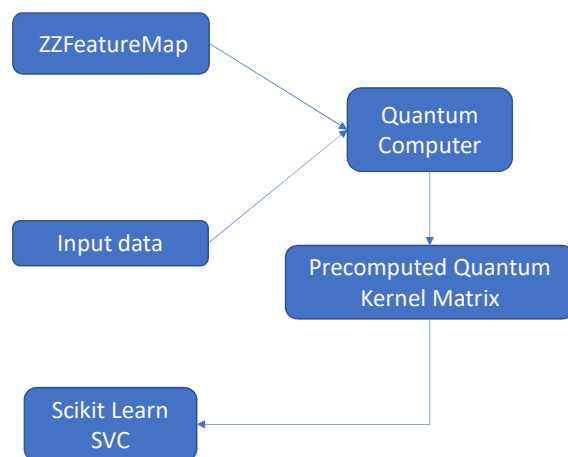 ZZFeatureMap
Quantum
Computer
Input data
Precomputed Quantum
Kernel Matrix
Scikit Learn
SVC